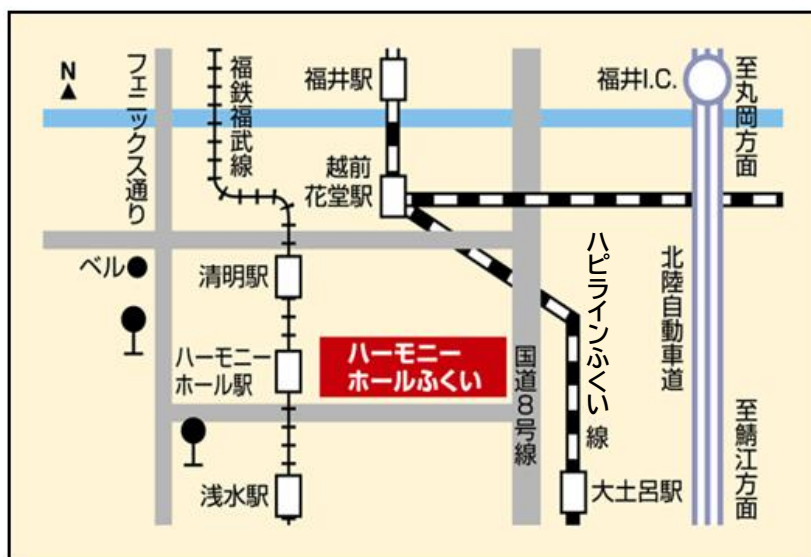 N
フェニックス通り
福鉄福武線
福井駅
福井I.C.
至丸岡方面
越前
花堂駅
ベル
清明駅
ハーモニー
ホール駅
ハーモニー
ホールふくい
国道8号線
ハピラインふくい線
北陸自動車道
浅水駅
大土呂駅
至鯖江方面